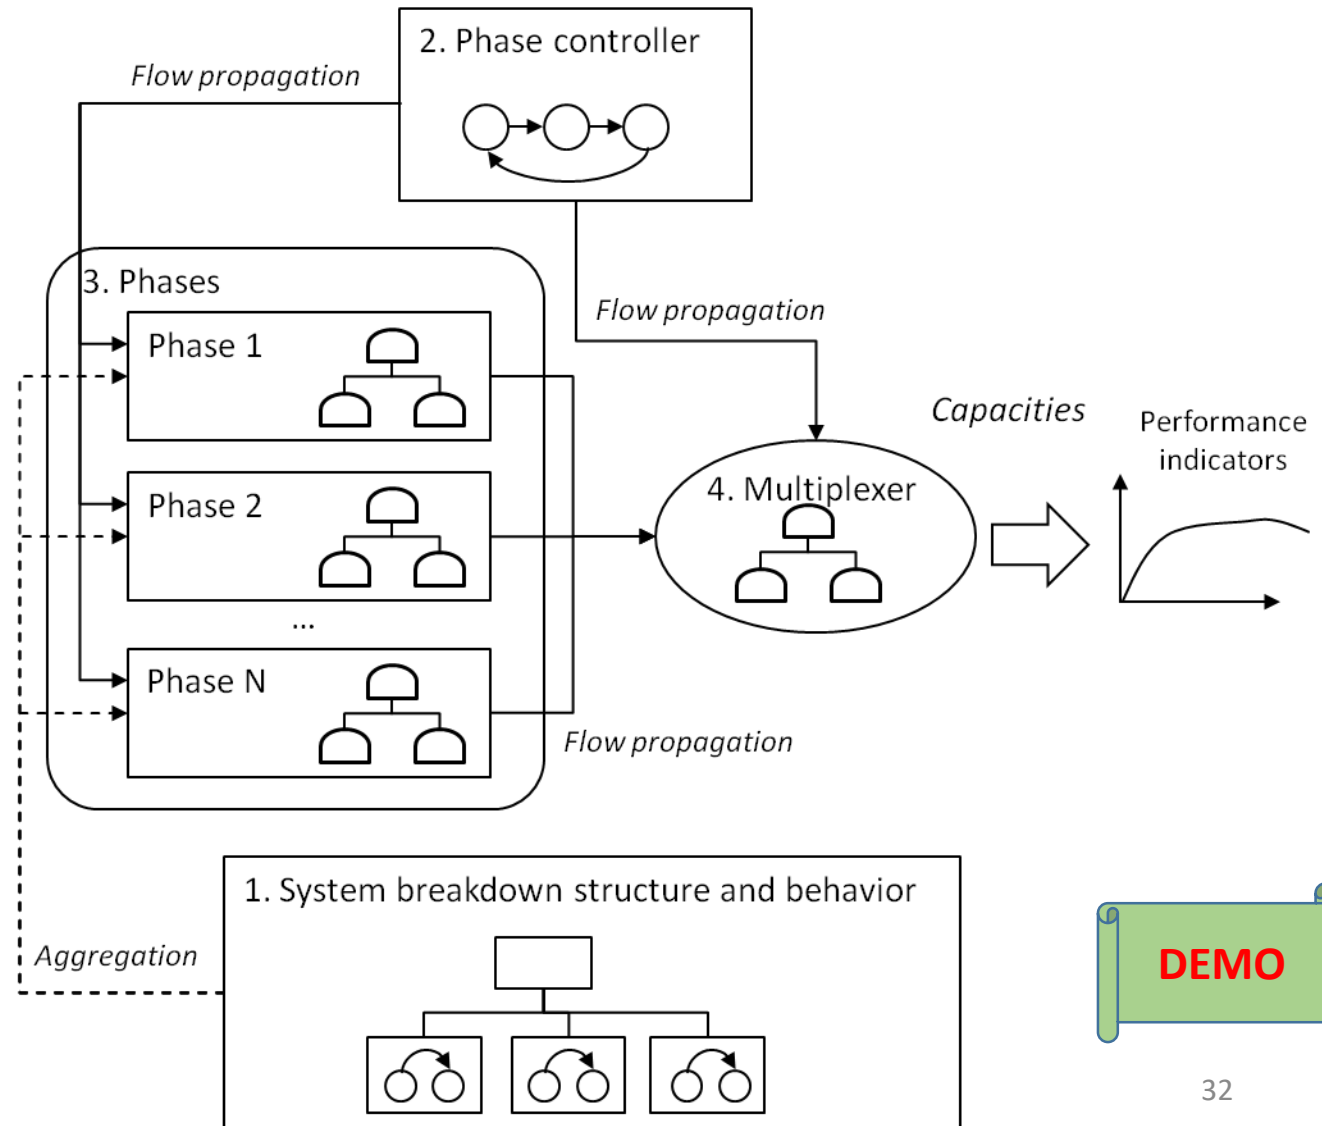 2. Phase controller
Flow propagation
3. Phases
Phase 1
Flow propagation
Phase 2
...
Phase N
Flow propagation
4. Multiplexer
Capacities
Performance
indicators
1. System breakdown structure and behavior
Aggregation
DEMO
32